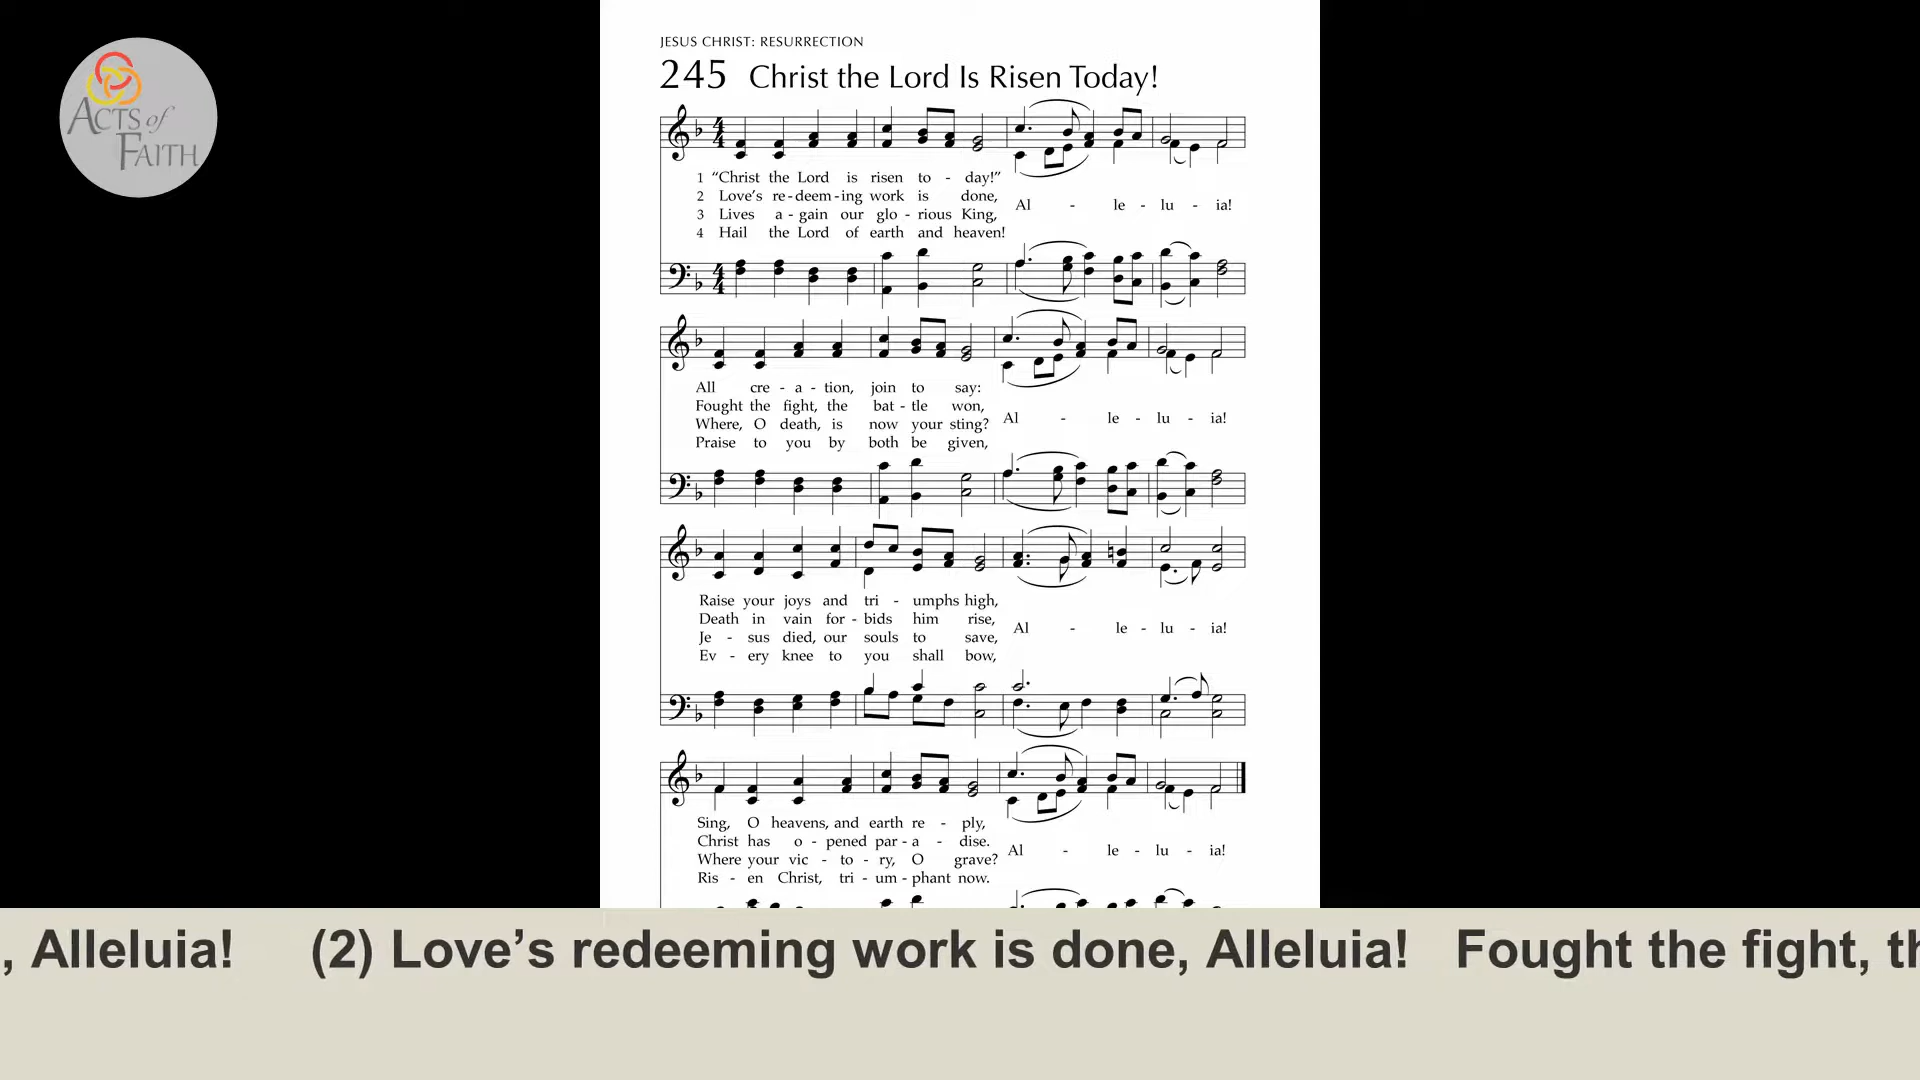 ACTS of
FAITH
JESUS CHRIST: RESURRECTION
245 Christ the Lord Is Risen Today!
1 “Christ the Lord is risen to - day!”
2 Love’s re - deem - ing work is done,
3 Lives a - gain our glo - rious King,
4 Hail the Lord of earth and heaven!
Al - le - lu - ia!
All cre - a - tion, join to say:
Fought the fight, the bat - tle won,
Where, O death, is now your sting?
Praise to you by both be given,
Al - le - lu - ia!
Raise your joys and tri - umphs high,
Death in vain for - bids him rise,
Je - sus died, our souls to save,
Ev - ery knee to you shall bow,
Al - le - lu - ia!
Sing, O heavens, and earth re - ply,
Christ has o - pened par - a - dise.
Where your vic - to - ry, O grave?
Ris - en Christ, tri - um - phant now.
Al - le - lu - ia!
, Alleluia! (2) Love’s redeeming work is done, Alleluia! Fought the fight, th